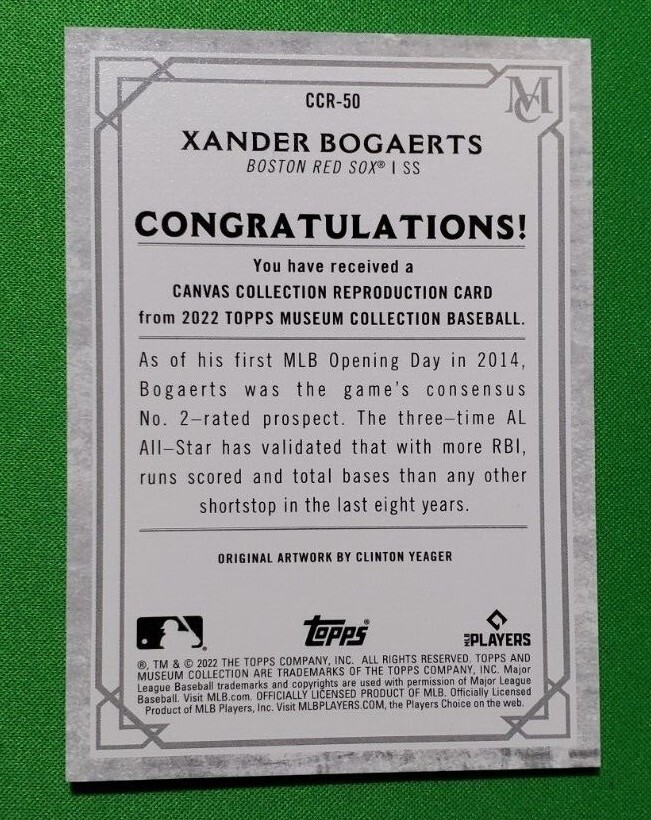 CCR-50
MC
XANDER BOGAERTS
BOSTON RED SOX® | SS
CONGRATULATIONS!
You have received a
CANVAS COLLECTION REPRODUCTION CARD
from 2022 TOPPS MUSEUM COLLECTION BASEBALL.
As of his first MLB Opening Day in 2014,
Bogaerts was the game's consensus
No. 2–rated prospect. The three–time AL
All–Star has validated that with more RBI,
runs scored and total bases than any other
shortstop in the last eight years.
ORIGINAL ARTWORK BY CLINTON YEAGER
topps® MLB PLAYERS
®, TM & © 2022 THE TOPPS COMPANY, INC. ALL RIGHTS RESERVED. TOPPS AND
MUSEUM COLLECTION ARE TRADEMARKS OF THE TOPPS COMPANY, INC. Major
League Baseball trademarks and copyrights are used with permission of Major League
Baseball. Visit MLB.com. OFFICIALLY LICENSED PRODUCT OF MLB. Officially Licensed
Product of MLB Players, Inc. Visit MLBPLAYERS.COM, the Players Choice on the web.